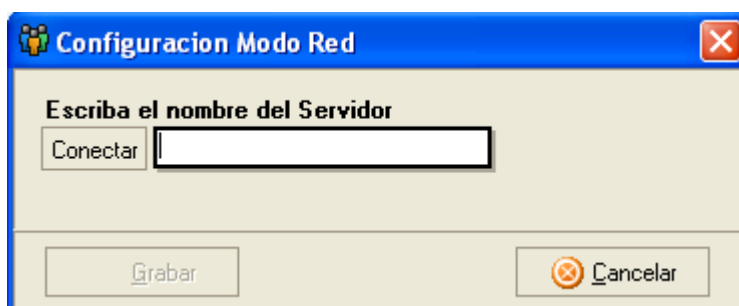 Configuracion Modo Red
Escriba el nombre del Servidor
Conectar
Grabar
Cancelar